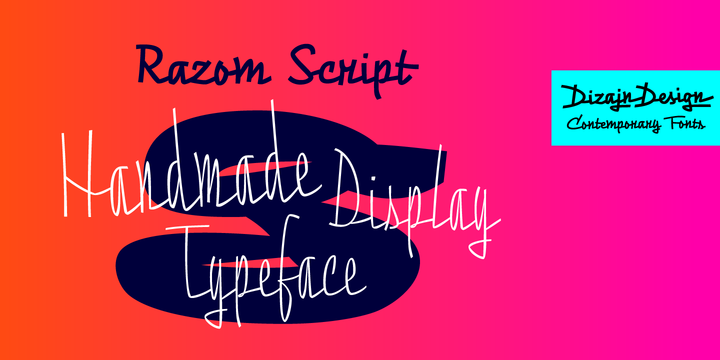 Razom Script
Handmade Display
Typeface
g
DizajnDesign
Contemporary Fonts